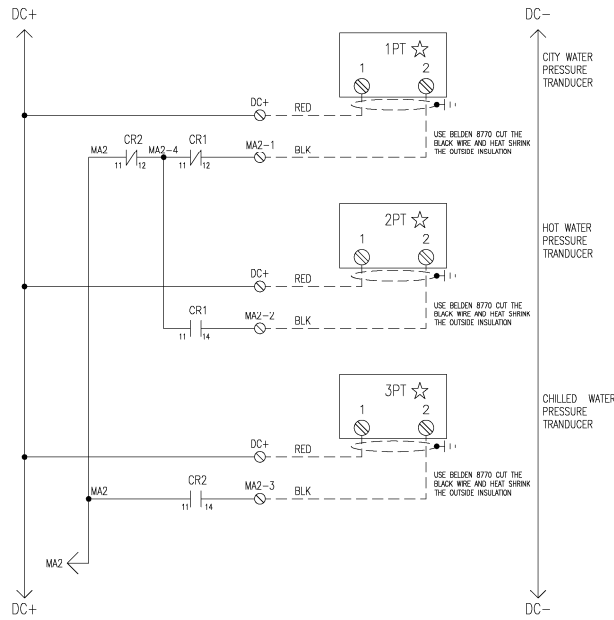 DC+ DC-
1PT
1 2
CITY WATER
PRESSURE
TRANDUCER
DC+ RED
USE BELDEN 8770 CUT THE
BLACK WIRE AND HEAT SHRINK
THE OUTSIDE INSULATION
MA2 CR2 MA2-4 CR1 MA2-1 BLK
11 12 11 12
2PT
1 2
HOT WATER
PRESSURE
TRANDUCER
DC+ RED
USE BELDEN 8770 CUT THE
BLACK WIRE AND HEAT SHRINK
THE OUTSIDE INSULATION
CR1 MA2-2 BLK
11 14
3PT
1 2
CHILLED WATER
PRESSURE
TRANDUCER
DC+ RED
USE BELDEN 8770 CUT THE
BLACK WIRE AND HEAT SHRINK
THE OUTSIDE INSULATION
MA2 CR2 MA2-3 BLK
11 14
MA2
DC+ DC-